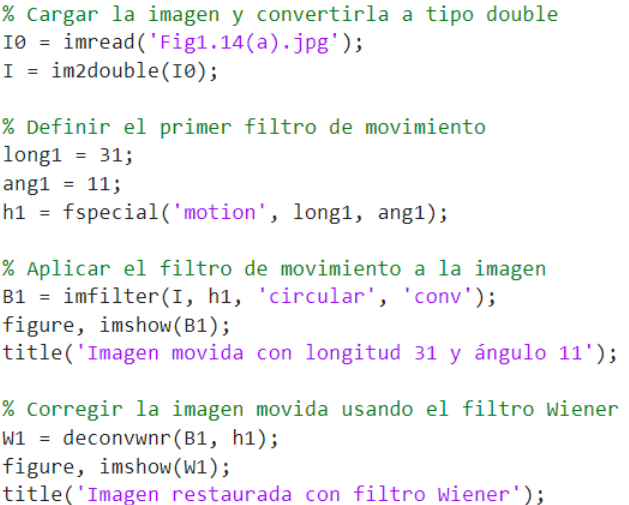 % Cargar la imagen y convertirla a tipo double
I0 = imread('Fig1.14(a).jpg');
I = im2double(I0);
% Definir el primer filtro de movimiento
long1 = 31;
ang1 = 11;
h1 = fspecial('motion', long1, ang1);
% Aplicar el filtro de movimiento a la imagen
B1 = imfilter(I, h1, 'circular', 'conv');
figure, imshow(B1);
title('Imagen movida con longitud 31 y ángulo 11');
% Corregir la imagen movida usando el filtro Wiener
W1 = deconvwnr(B1, h1);
figure, imshow(W1);
title('Imagen restaurada con filtro Wiener');